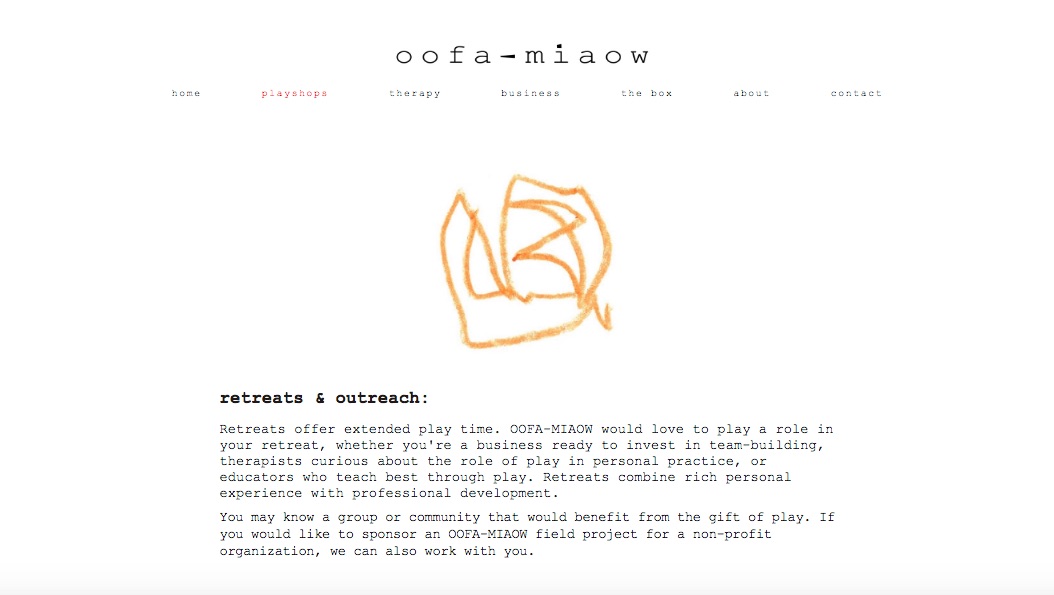 oofa-miaow
home playshops therapy business the box about contact
retreats & outreach:
Retreats offer extended play time. OOFA-MIAOW would love to play a role in
your retreat, whether you're a business ready to invest in team-building,
therapists curious about the role of play in personal practice, or
educators who teach best through play. Retreats combine rich personal
experience with professional development.
You may know a group or community that would benefit from the gift of play. If
you would like to sponsor an OOFA-MIAOW field project for a non-profit
organization, we can also work with you.